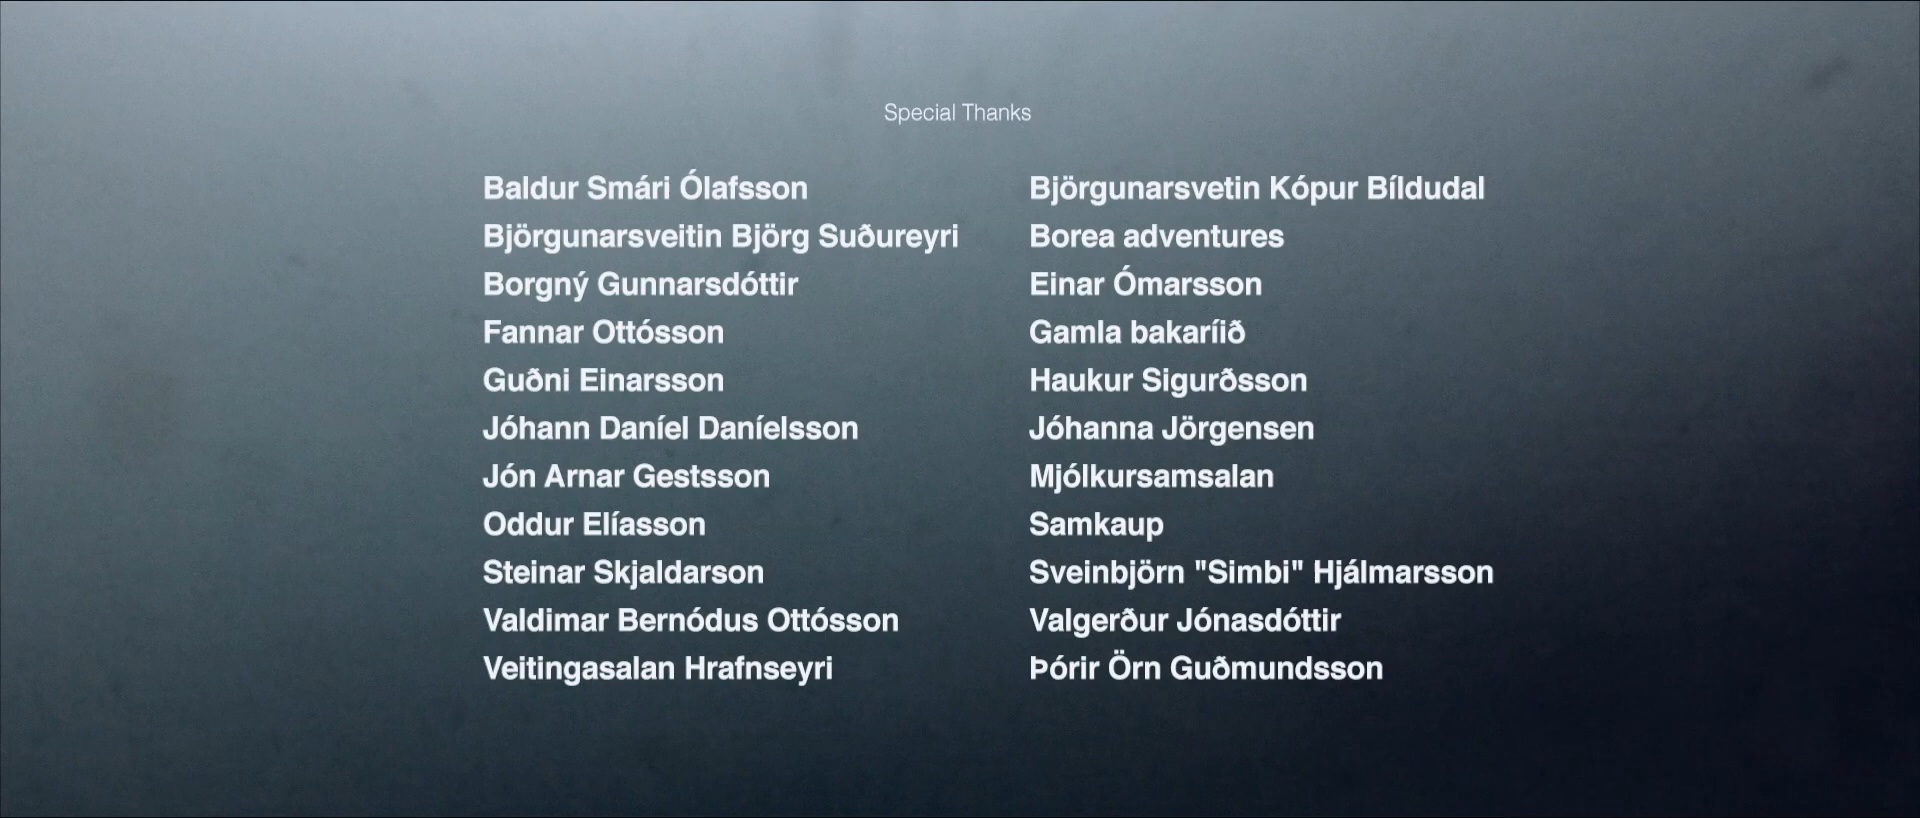 Special Thanks
Baldur Smári Ólafsson
Björgunarsveitin Björg Suðureyri
Borgný Gunnarsdóttir
Fannar Ottósson
Guðni Einarsson
Jóhann Daníel Daníelsson
Jón Arnar Gestsson
Oddur Elíasson
Steinar Skjaldarson
Valdimar Bernódus Ottósson
Veitingasalan Hrafnseyri
Björgunarsvetin Kópur Bíldudal
Borea adventures
Einar Ómarsson
Gamla bakaríið
Haukur Sigurðsson
Jóhanna Jörgensen
Mjólkursamsalan
Samkaup
Sveinbjörn "Simbi" Hjálmarsson
Valgerður Jónasdóttir
Þórir Örn Guðmundsson